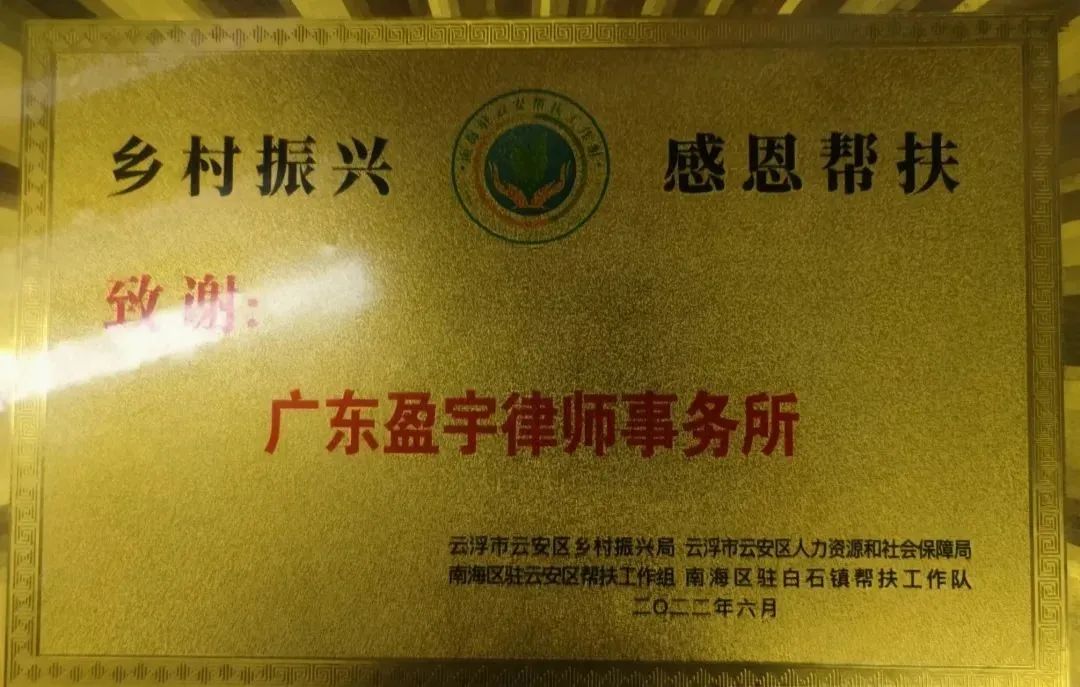 乡村振兴 感恩帮扶
致谢:
广东盈宇律师事务所
云浮市云安区乡村振兴局 云浮市云安区人力资源和社会保障局
南海区驻云安区帮扶工作组 南海区驻白石镇帮扶工作队
二〇二二年六月